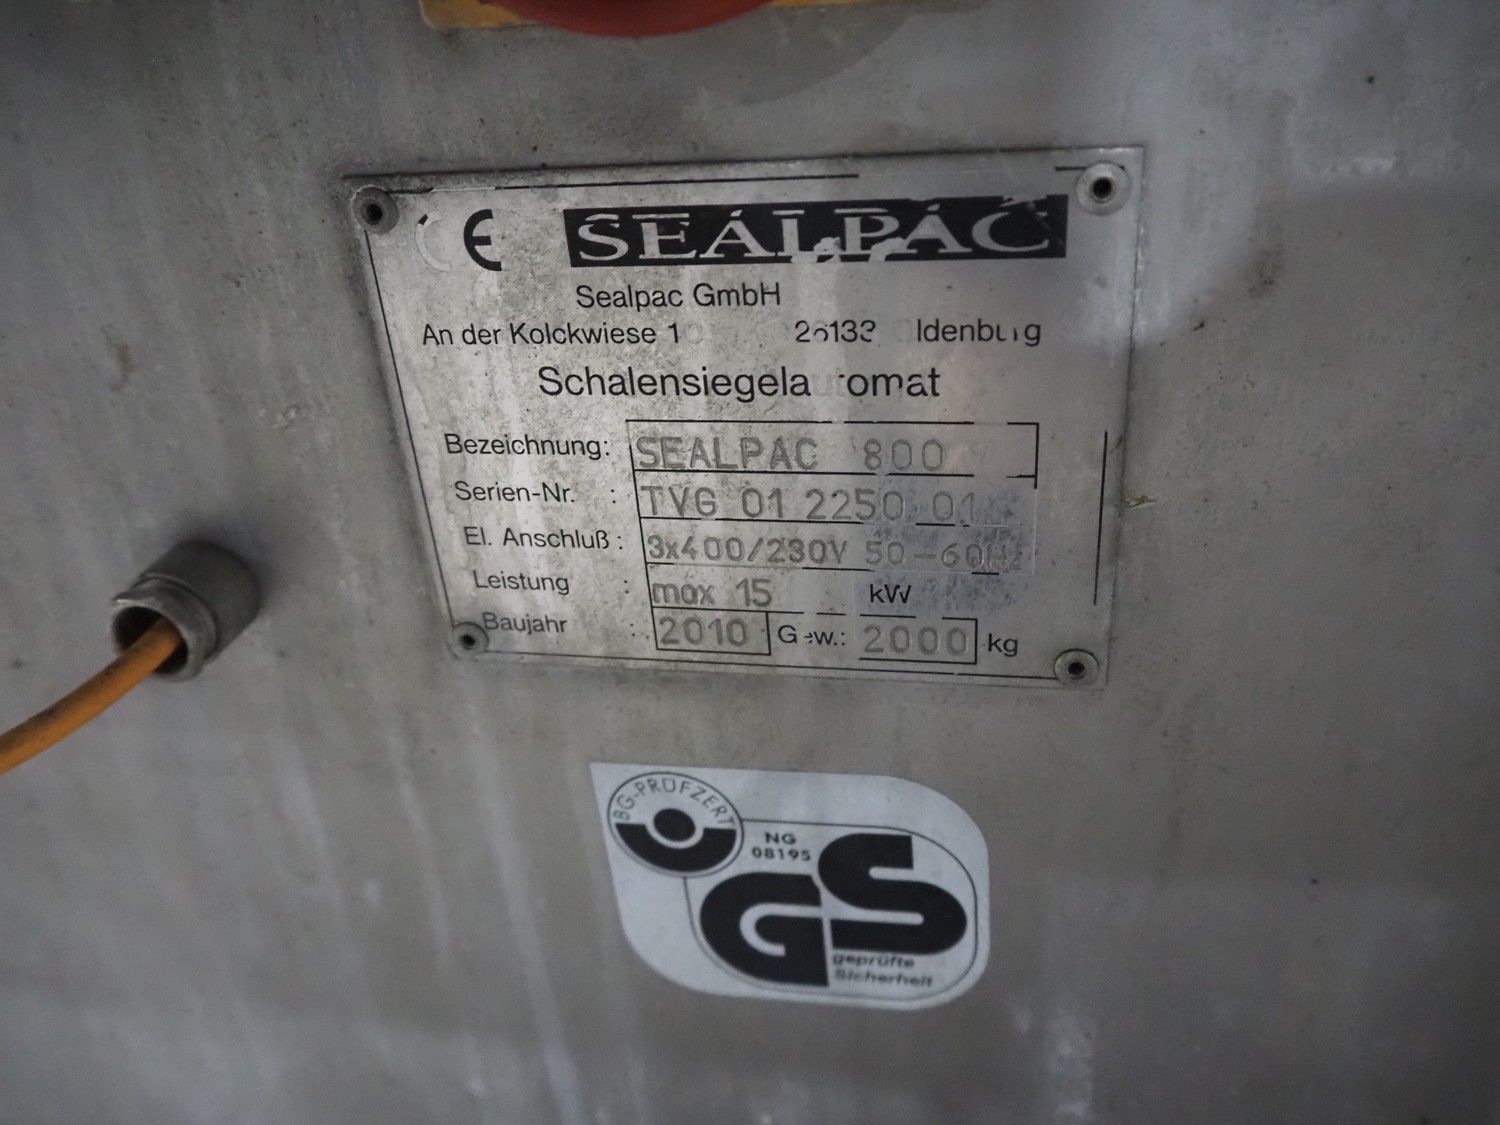 CE SEALPAC
Sealpac GmbH
An der Kolckwiese
Schalensiegelautomat
Bezeichnung: SEALPAC 800
Serien-Nr. : TVG 01 2250 01
El. Anschluß: 3x400/230V 50-60Hz
Leistung : max 15 kW
Baujahr : 2010 Gew.: 2000 kg
BG-PRÜFZERT
NG
08195
GS
geprüfte
Sicherheit